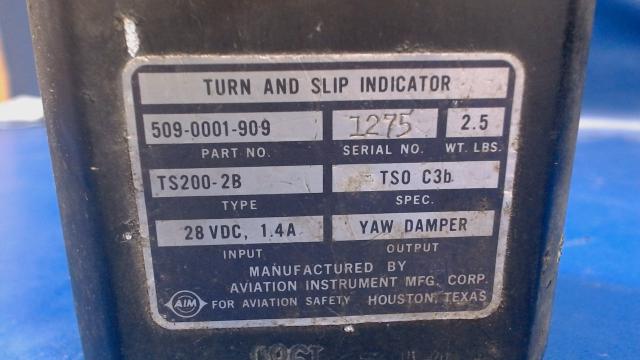 TURN AND SLIP INDICATOR
509-0001-909 1275 2.5
PART NO. SERIAL NO. WT. LBS.
TS200-2B TSO C3b
TYPE SPEC.
28 VDC, 1.4A YAW DAMPER
INPUT OUTPUT
MANUFACTURED BY
AVIATION INSTRUMENT MFG. CORP.
AIM FOR AVIATION SAFETY HOUSTON, TEXAS